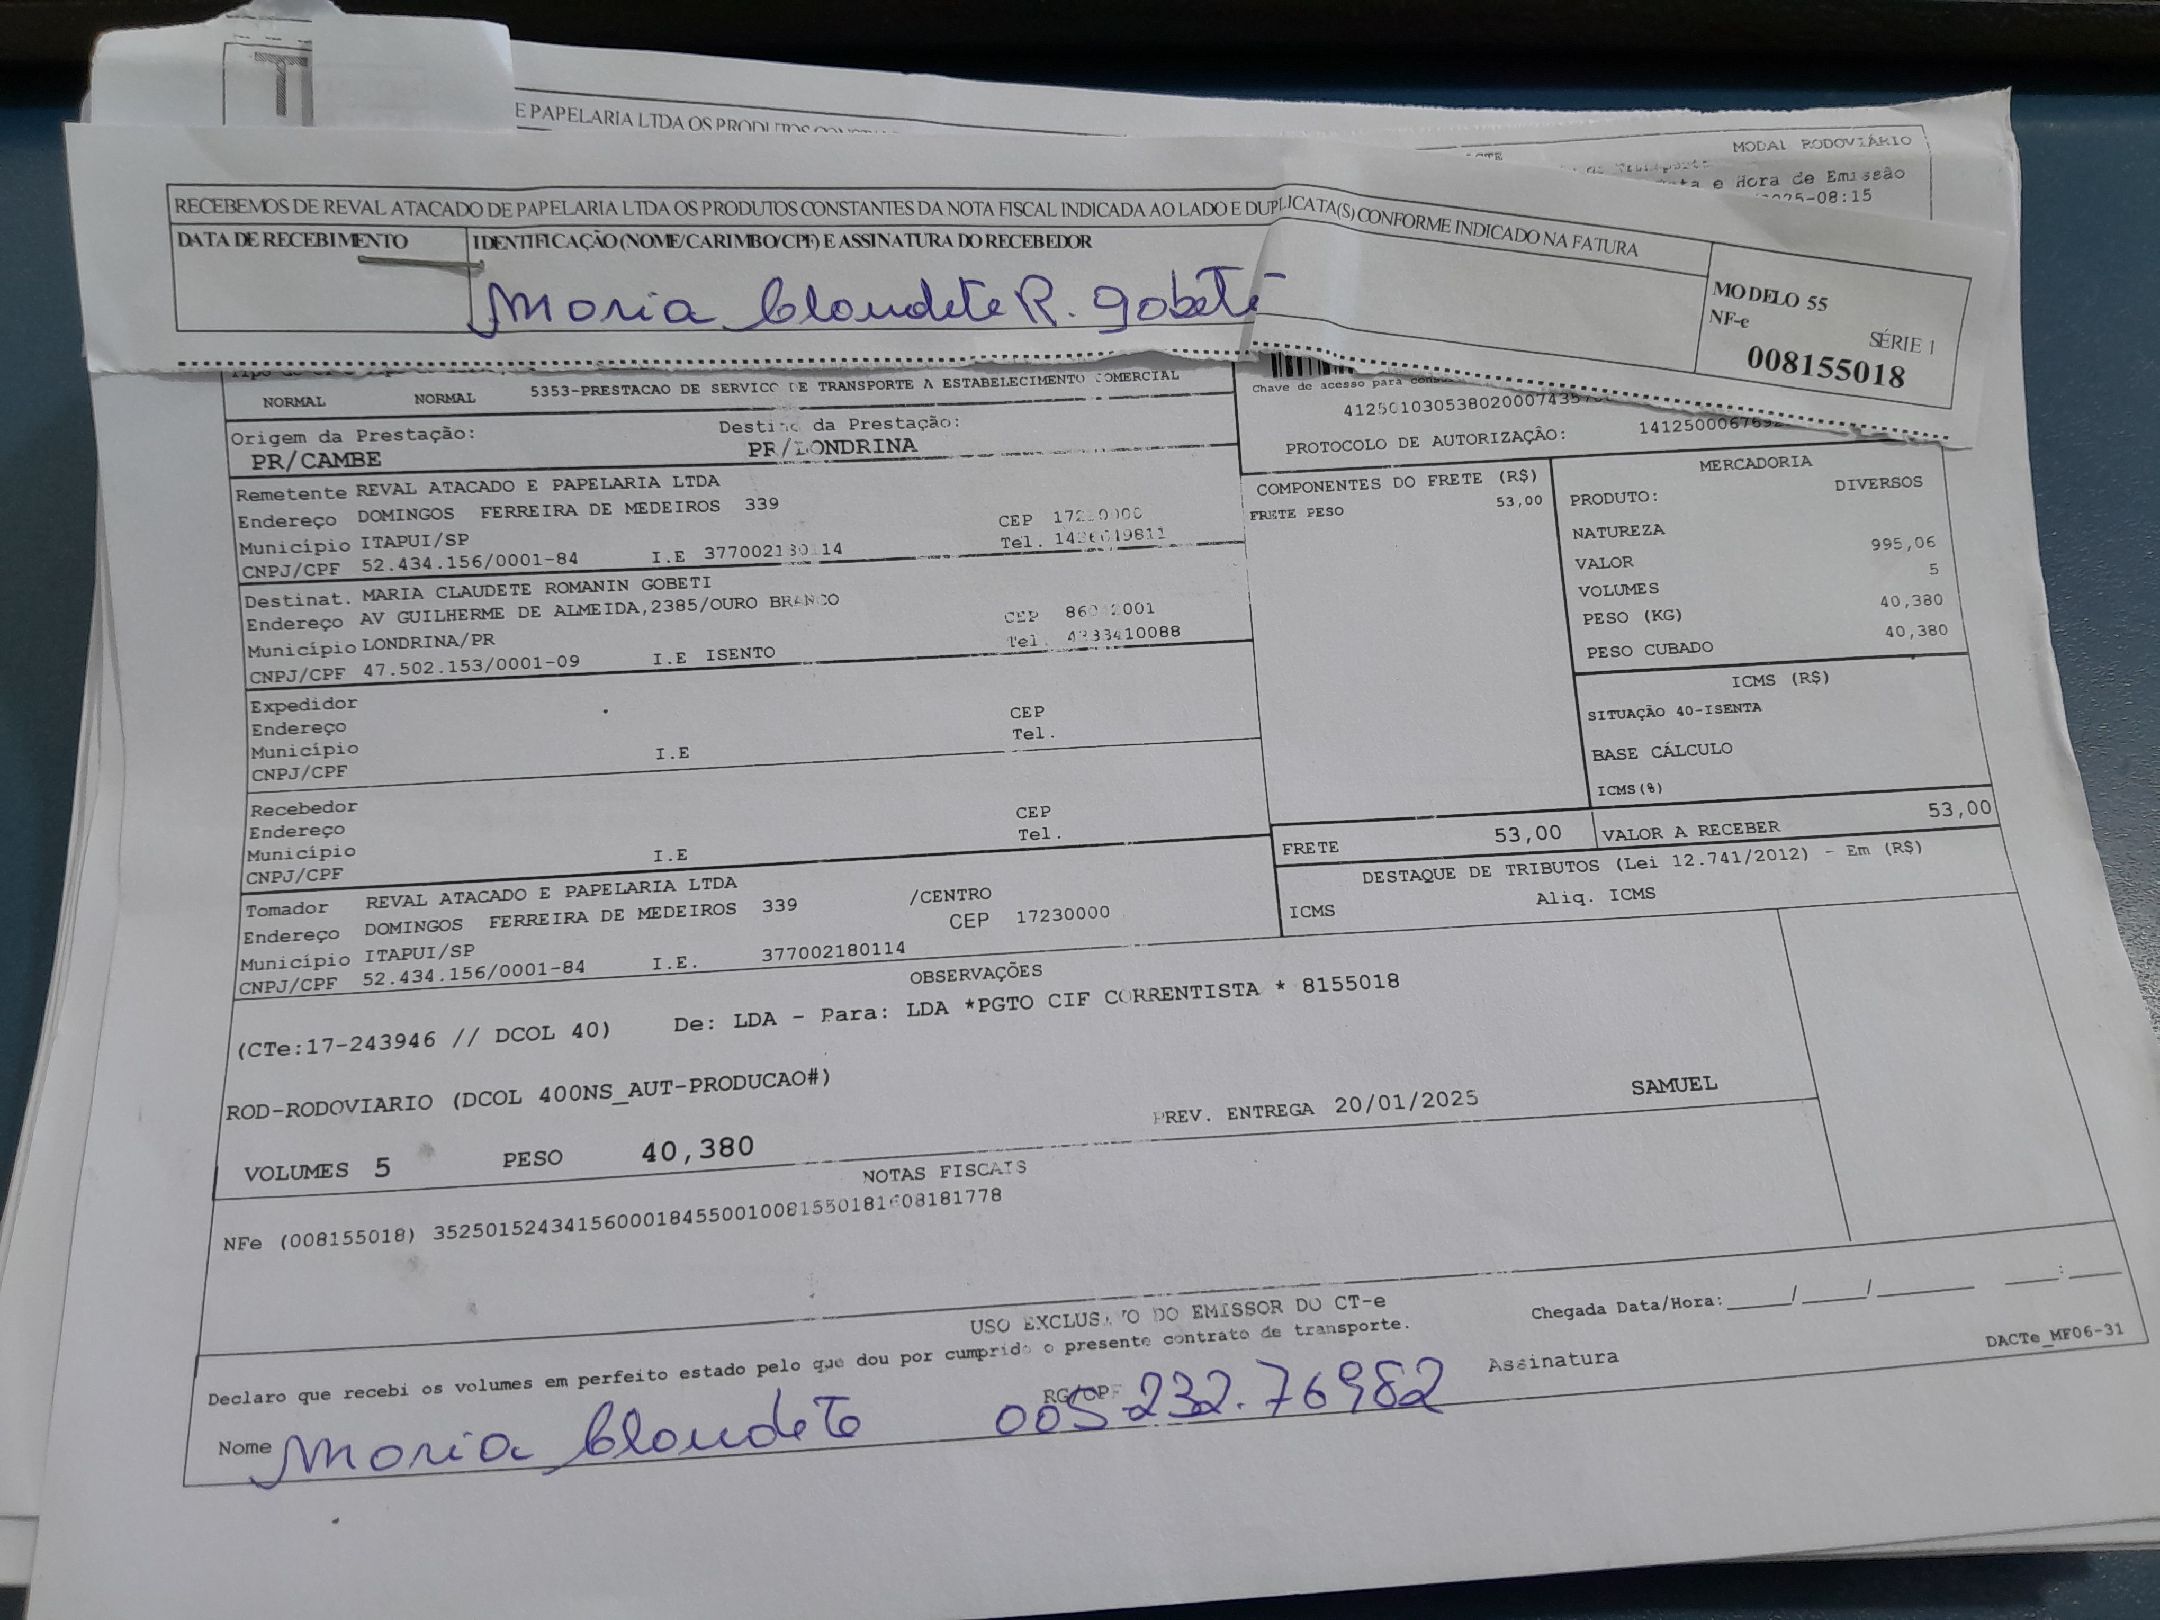 E PAPELARIA LTDA OS PRODUTOS
MODAL RODOVIÁRIO
e Hora de Emissão
-08:15
RECEBEMOS DE REVAL ATACADO DE PAPELARIA LTDA OS PRODUTOS CONSTANTES DA NOTA FISCAL INDICADA AO LADO E DUPLICATA(S) CONFORME INDICADO NA FATURA
DATA DE RECEBIMENTO
IDENTIFICAÇÃO (NOME/CARIMBO/CPF) E ASSINATURA DO RECEBEDOR
Maria Claudete R. Gobeti
MODELO 55
NF-e
SÉRIE 1
008155018
NORMAL NORMAL 5353-PRESTACAO DE SERVICO DE TRANSPORTE A ESTABELECIMENTO COMERCIAL
Chave de acesso para
PROTOCOLO DE AUTORIZAÇÃO:
Origem da Prestação: Destino da Prestação:
PR/CAMBE PR/LONDRINA
Remetente REVAL ATACADO E PAPELARIA LTDA
Endereço DOMINGOS FERREIRA DE MEDEIROS 339 CEP
Município ITAPUI/SP Tel.
CNPJ/CPF 52.434.156/0001-84 I.E 377002180114
Destinat. MARIA CLAUDETE ROMANIN GOBETI
Endereço AV GUILHERME DE ALMEIDA,2385/OURO BRANCO CEP
Município LONDRINA/PR Tel. 4333410088
CNPJ/CPF 47.502.153/0001-09 I.E ISENTO
Expedidor
Endereço CEP
Município Tel.
CNPJ/CPF I.E
Recebedor
Endereço CEP
Município Tel.
CNPJ/CPF I.E
Tomador REVAL ATACADO E PAPELARIA LTDA
Endereço DOMINGOS FERREIRA DE MEDEIROS 339 /CENTRO
Município ITAPUI/SP CEP 17230000
CNPJ/CPF 52.434.156/0001-84 I.E. 377002180114
COMPONENTES DO FRETE (R$)
FRETE PESO 53,00
MERCADORIA
PRODUTO: DIVERSOS
NATUREZA
VALOR 995,06
VOLUMES 5
PESO (KG) 40,380
PESO CUBADO 40,380
ICMS (R$)
SITUAÇÃO 40-ISENTA
BASE CÁLCULO
ICMS(%)
FRETE 53,00 VALOR A RECEBER 53,00
DESTAQUE DE TRIBUTOS (Lei 12.741/2012) - Em (R$)
ICMS Aliq. ICMS
OBSERVAÇÕES
(CTe:17-243946 // DCOL 40) De: LDA - Para: LDA *PGTO CIF CORRENTISTA * 8155018
ROD-RODOVIARIO (DCOL 400NS_AUT-PRODUCAO#)
VOLUMES 5 PESO 40,380 PREV. ENTREGA 20/01/2025 SAMUEL
NOTAS FISCAIS
NFe (008155018) 35250152434156000184550010081550181608181778
USO EXCLUSIVO DO EMISSOR DO CT-e
Declaro que recebi os volumes em perfeito estado pelo que dou por cumprido o presente contrato de transporte.
Chegada Data/Hora:_____/_____/________ ____:____
Nome Maria Claudete RG/CPF 005232.76982 Assinatura
DACTe_MF06-31